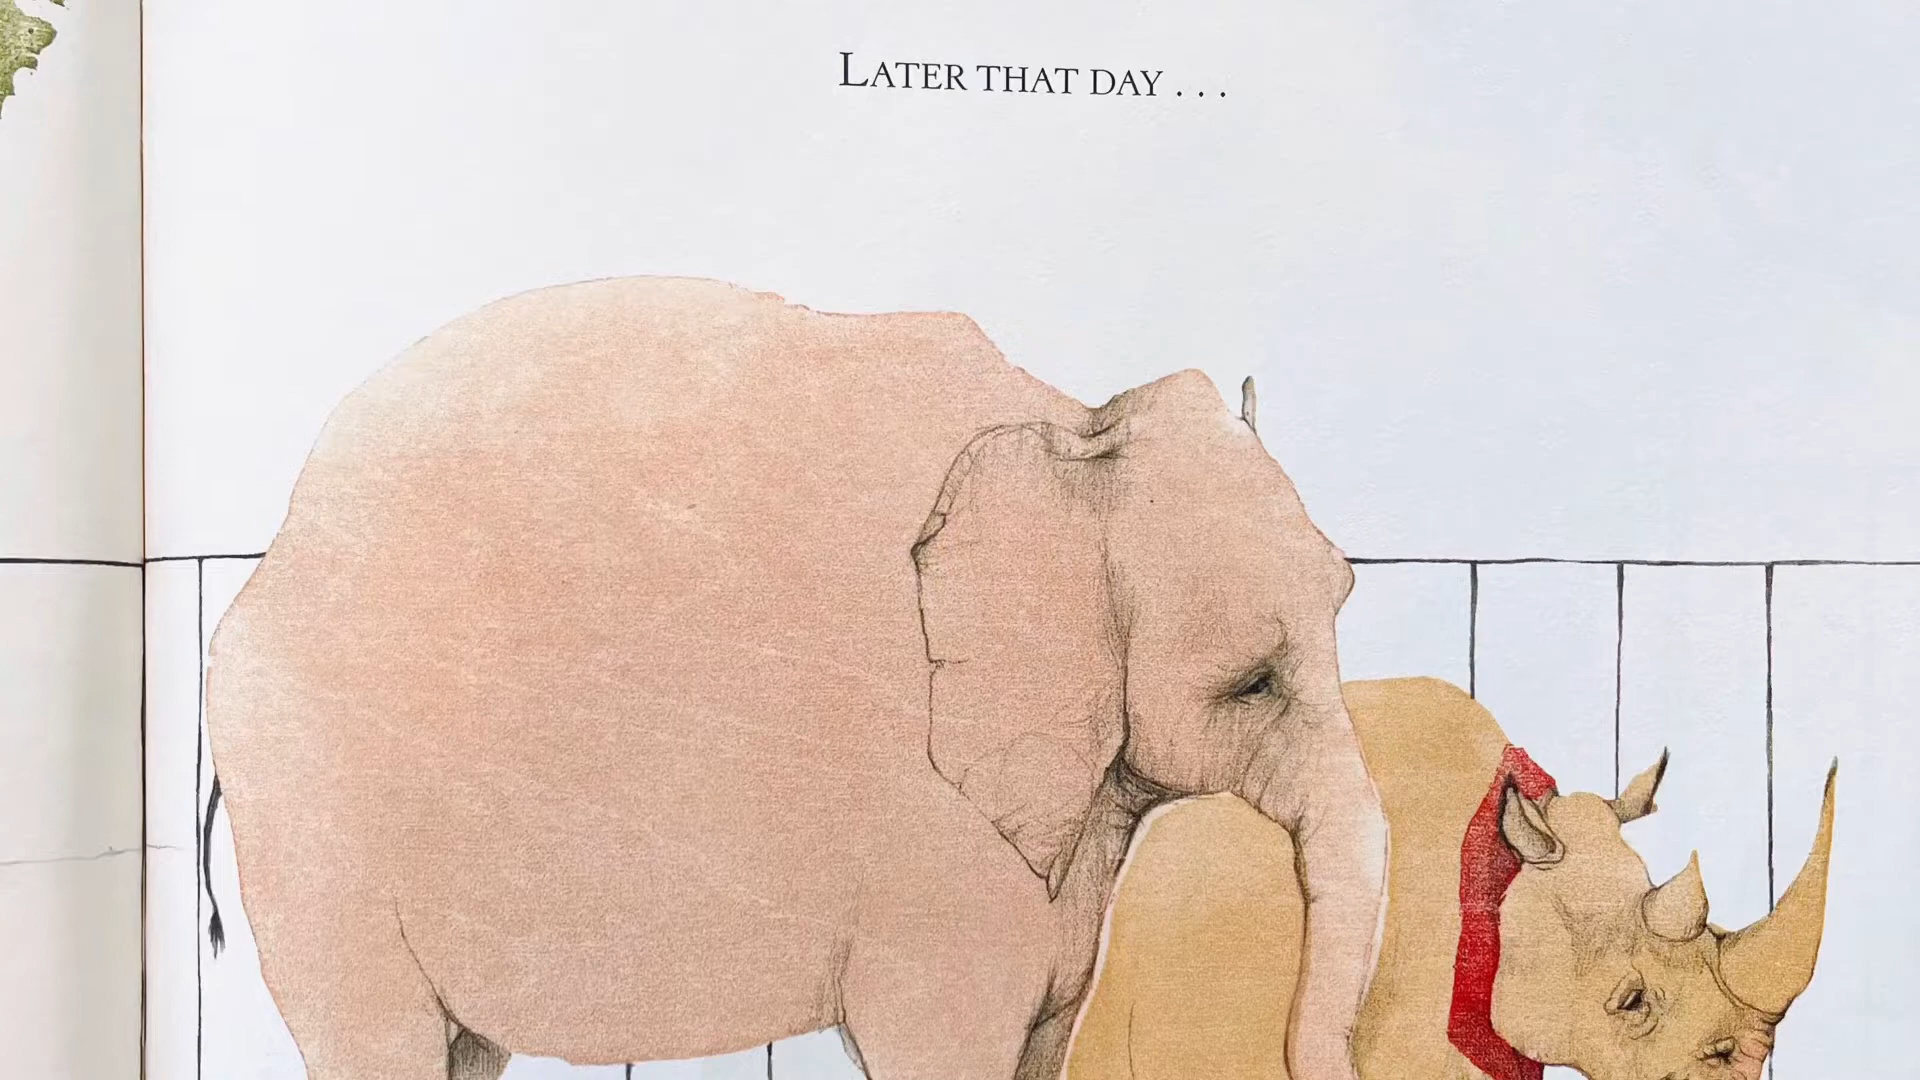 LATER THAT DAY . . .